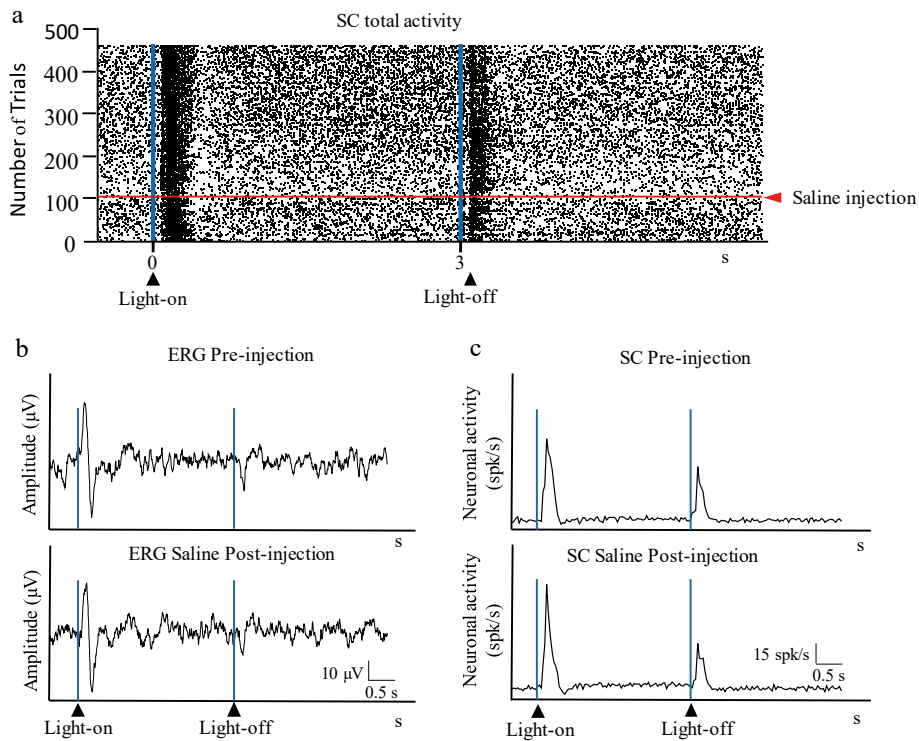 a
SC total activity
Number of Trials
500
400
300
200
100
0
Saline injection
0
3
s
Light-on
Light-off
b
ERG Pre-injection
Amplitude (μV)
s
ERG Saline Post-injection
Amplitude (μV)
10 μV
0.5 s
s
Light-on
Light-off
c
SC Pre-injection
Neuronal activity
(spk/s)
s
SC Saline Post-injection
Neuronal activity
(spk/s)
15 spk/s
0.5 s
s
Light-on
Light-off